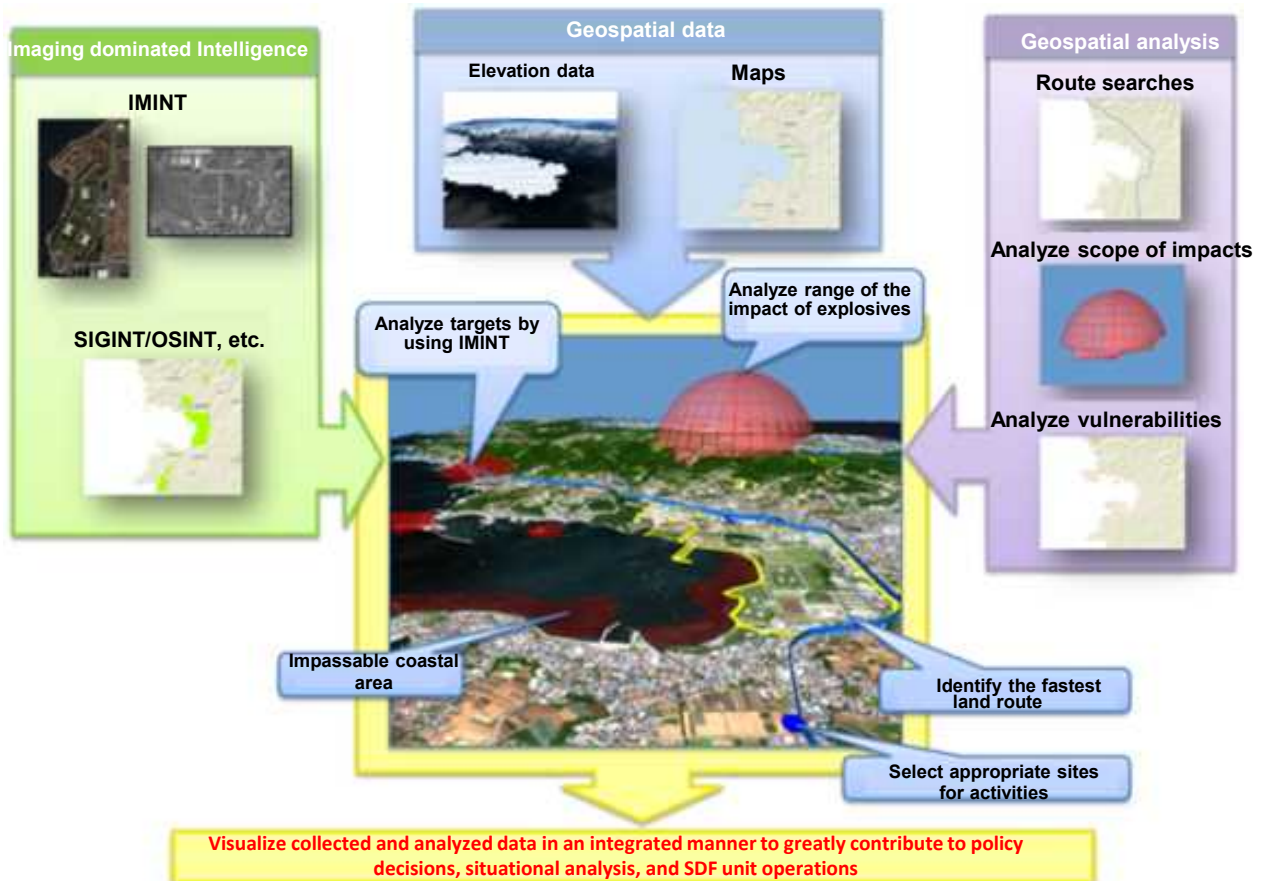 Imaging dominated Intelligence
IMINT
SIGINT/OSINT, etc.
Geospatial data
Elevation data
Maps
Geospatial analysis
Route searches
Analyze scope of impacts
Analyze vulnerabilities
Analyze targets by
using IMINT
Analyze range of the
impact of explosives
Impassable coastal
area
Identify the fastest
land route
Select appropriate sites
for activities
Visualize collected and analyzed data in an integrated manner to greatly contribute to policy
decisions, situational analysis, and SDF unit operations